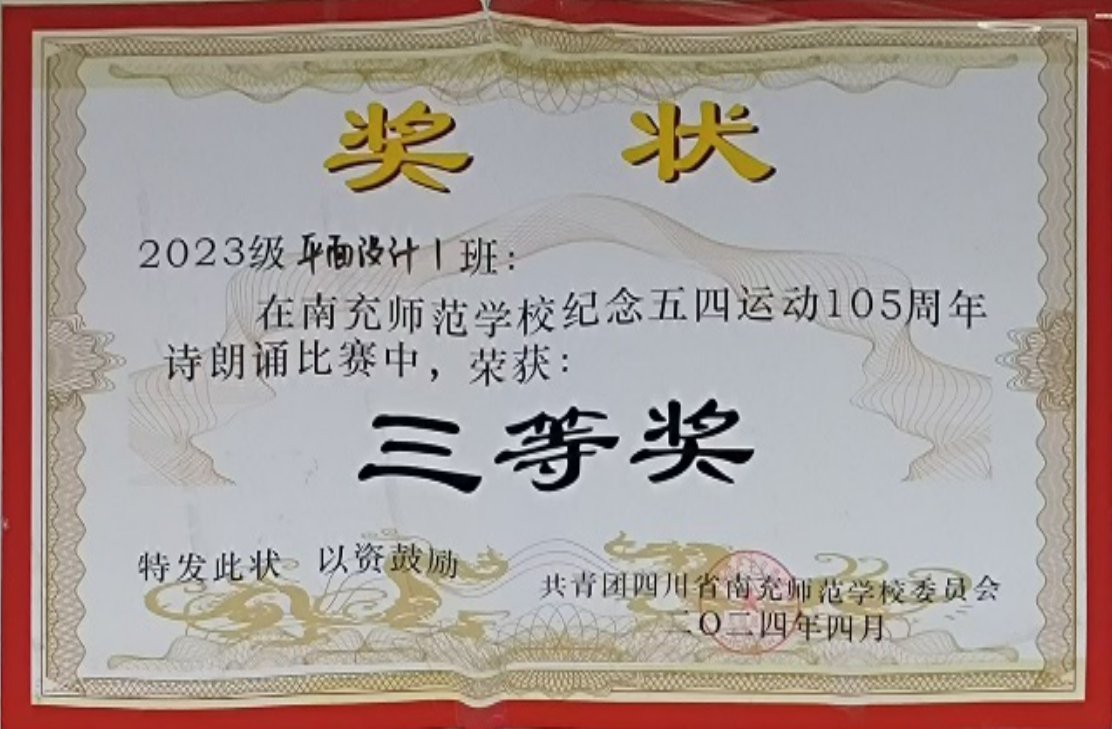 奖状
2023级平面设计1班：
在南充师范学校纪念五四运动105周年
诗朗诵比赛中，荣获：
三等奖
特发此状 以资鼓励
共青团四川省南充师范学校委员会
二〇二四年四月